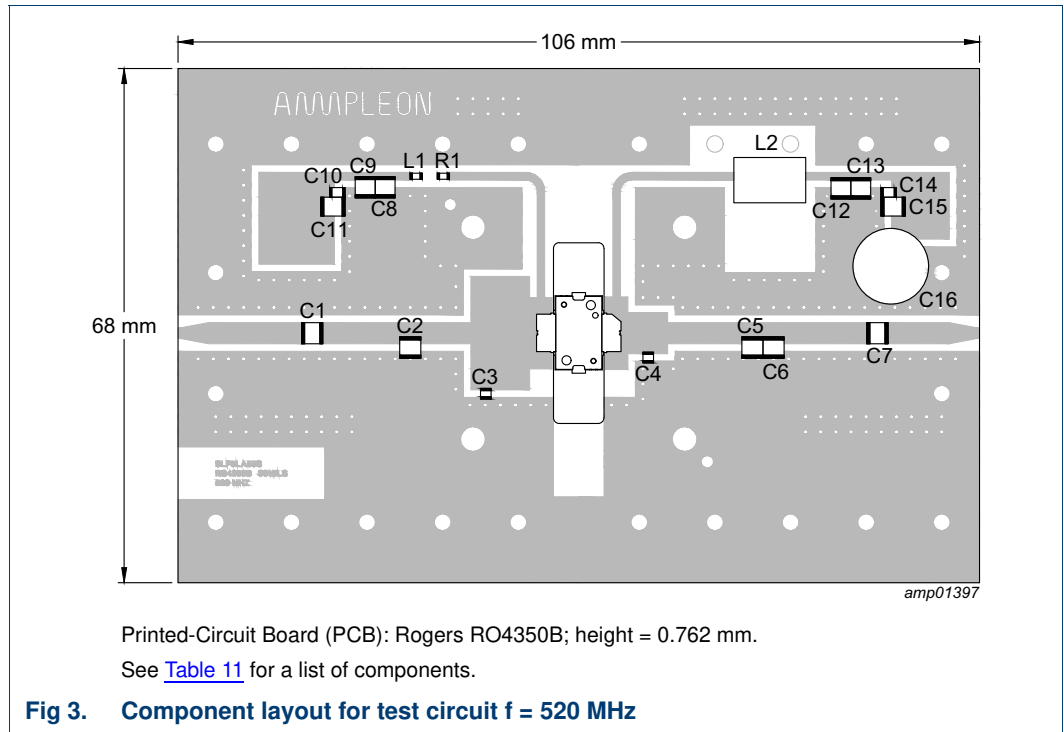 106 mm
AMPLEON
L2
L1 R1
C9
C13
C10
C14
C8
C12
C15
C11
C16
C1
68 mm
C2
C5
C7
C4
C6
C3
amp01397
Printed-Circuit Board (PCB): Rogers RO4350B; height = 0.762 mm.
See Table 11 for a list of components.
Fig 3. Component layout for test circuit f = 520 MHz